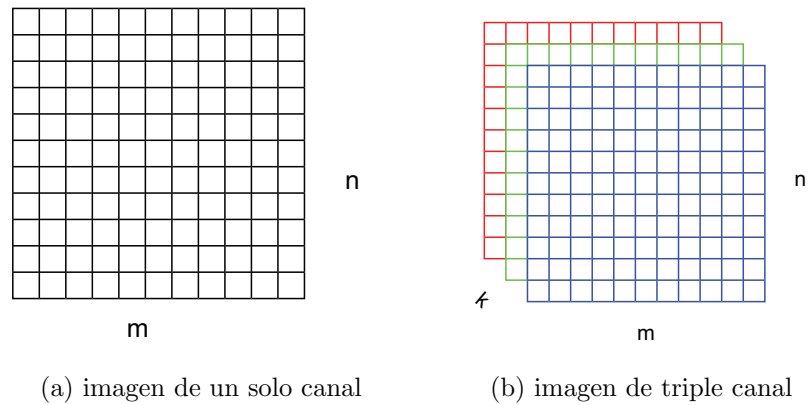 n
m
(a) imagen de un solo canal
n
k
m
(b) imagen de triple canal